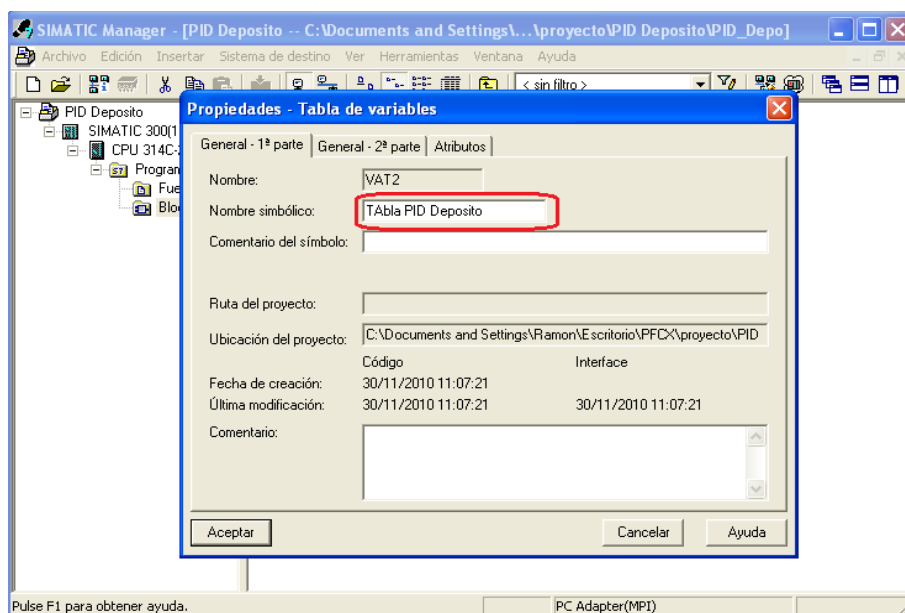 SIMATIC Manager - [PID Deposito -- C:\Documents and Settings\...\proyecto\PID Deposito\PID_Depo]
Archivo Edición Insertar Sistema de destino Ver Herramientas Ventana Ayuda
< sin filtro >
PID Deposito
SIMATIC 300(1
CPU 314C-
Program
Fue
Blo
Propiedades - Tabla de variables
General - 1ª parte General - 2ª parte Atributos
Nombre: VAT2
Nombre simbólico: TAbla PID Deposito
Comentario del símbolo:
Ruta del proyecto:
Ubicación del proyecto: C:\Documents and Settings\Ramon\Escritorio\PFCX\proyecto\PID
Código Interface
Fecha de creación: 30/11/2010 11:07:21
Última modificación: 30/11/2010 11:07:21 30/11/2010 11:07:21
Comentario:
Aceptar Cancelar Ayuda
Pulse F1 para obtener ayuda. PC Adapter(MPI)